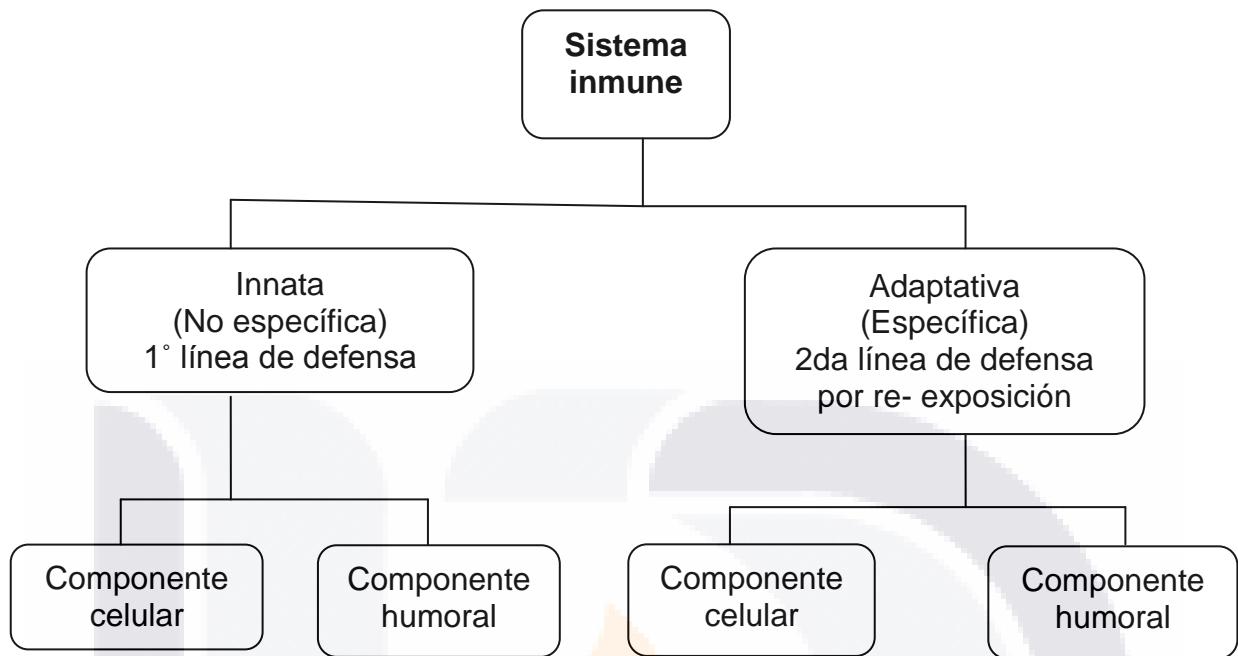 Sistema
inmune
Innata
(No específica)
1˚ línea de defensa
Adaptativa
(Específica)
2da línea de defensa
por re- exposición
Componente
celular
Componente
humoral
Componente
celular
Componente
humoral